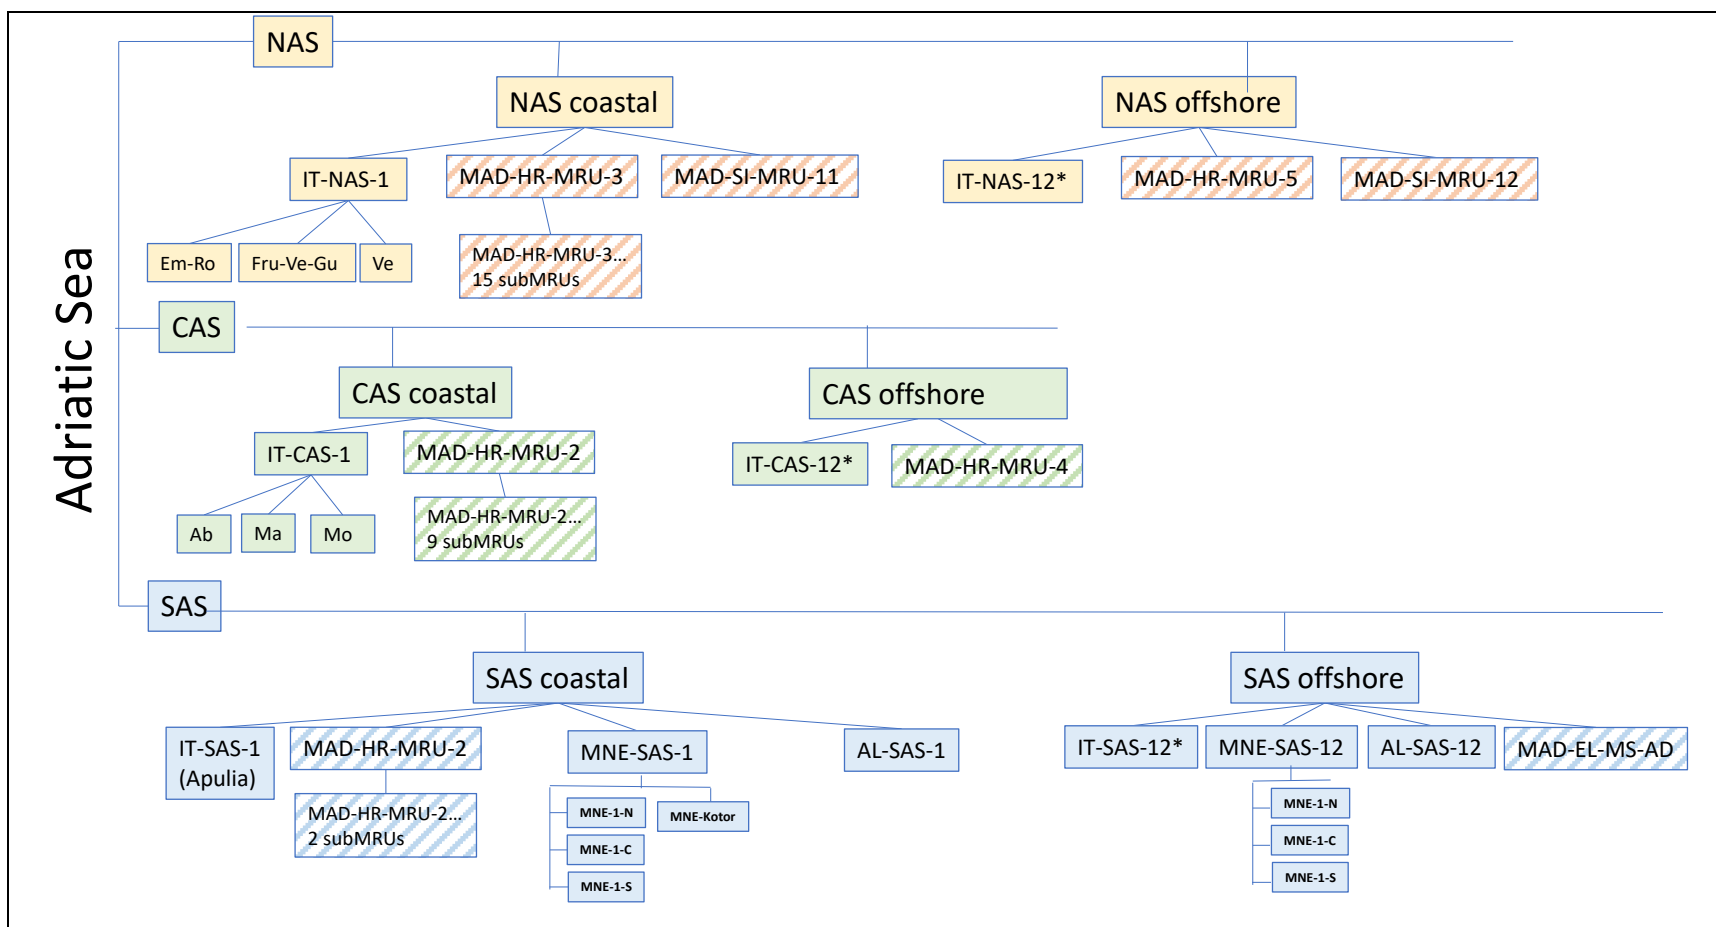 Adriatic Sea
NAS
NAS coastal
NAS offshore
IT-NAS-1
MAD-HR-MRU-3
MAD-SI-MRU-11
IT-NAS-12*
MAD-HR-MRU-5
MAD-SI-MRU-12
Em-Ro
Fru-Ve-Gu
Ve
MAD-HR-MRU-3...
15 subMRUs
CAS
CAS coastal
CAS offshore
IT-CAS-1
MAD-HR-MRU-2
IT-CAS-12*
MAD-HR-MRU-4
Ab
Ma
Mo
MAD-HR-MRU-2...
9 subMRUs
SAS
SAS coastal
SAS offshore
IT-SAS-1
(Apulia)
MAD-HR-MRU-2
MNE-SAS-1
AL-SAS-1
IT-SAS-12*
MNE-SAS-12
AL-SAS-12
MAD-EL-MS-AD
MAD-HR-MRU-2...
2 subMRUs
MNE-1-N
MNE-Kotor
MNE-1-C
MNE-1-S
MNE-1-N
MNE-1-C
MNE-1-S